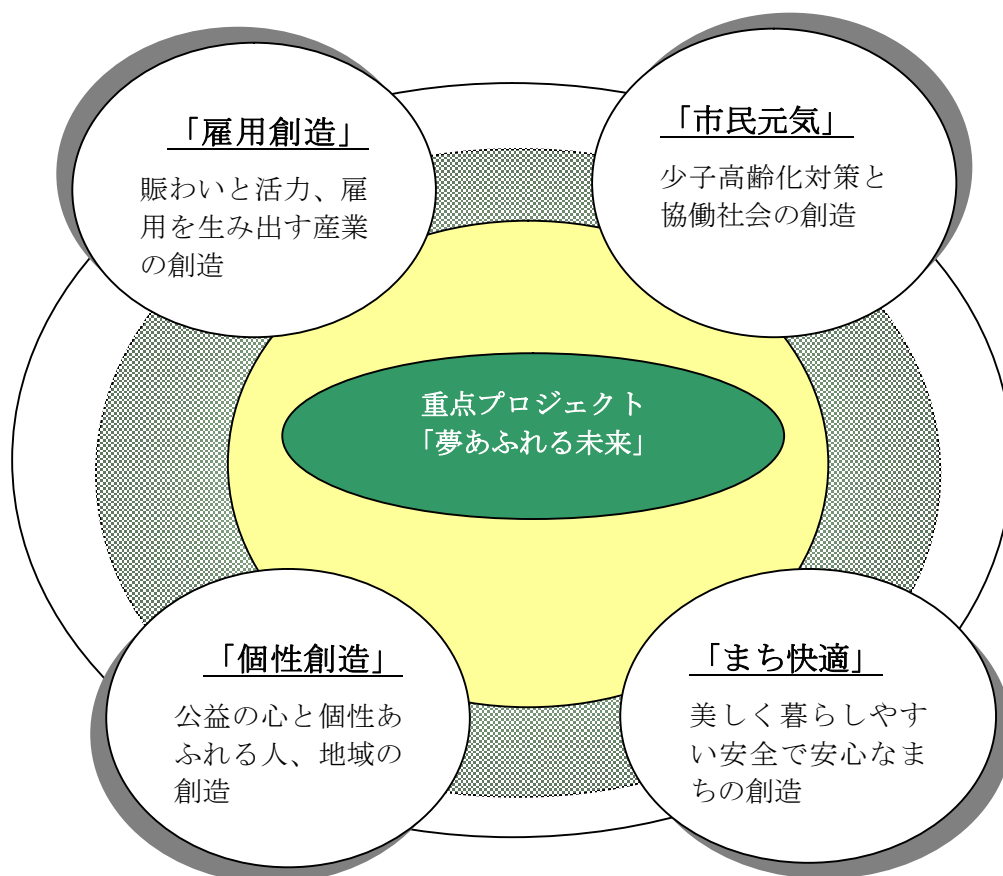 「雇用創造」
賑わいと活力、雇
用を生み出す産業
の創造
「市民元気」
少子高齢化対策と
協働社会の創造
重点プロジェクト
「夢あふれる未来」
「個性創造」
公益の心と個性あ
ふれる人、地域の
創造
「まち快適」
美しく暮らしやす
い安全で安心なま
ちの創造